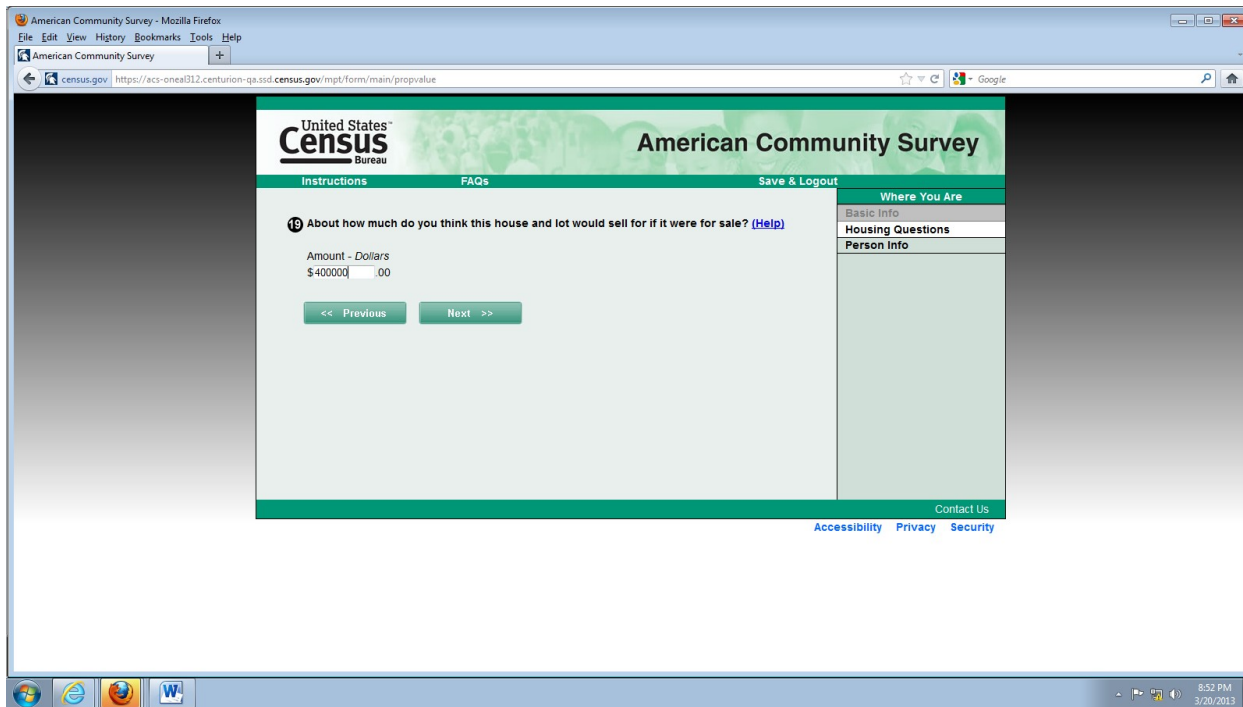 American Community Survey - Mozilla Firefox
File Edit View History Bookmarks Tools Help
American Community Survey +
census.gov https://acs-oneal312.centurion-qa.ssd.census.gov/mpt/form/main/propvalue Google
United States™
Census
Bureau
American Community Survey
Instructions FAQs Save & Logout
Where You Are
Basic Info
Housing Questions
Person Info
19 About how much do you think this house and lot would sell for if it were for sale? (Help)
Amount - Dollars
$400000 .00
<< Previous Next >>
Contact Us
Accessibility Privacy Security
W
8:52 PM
3/20/2013